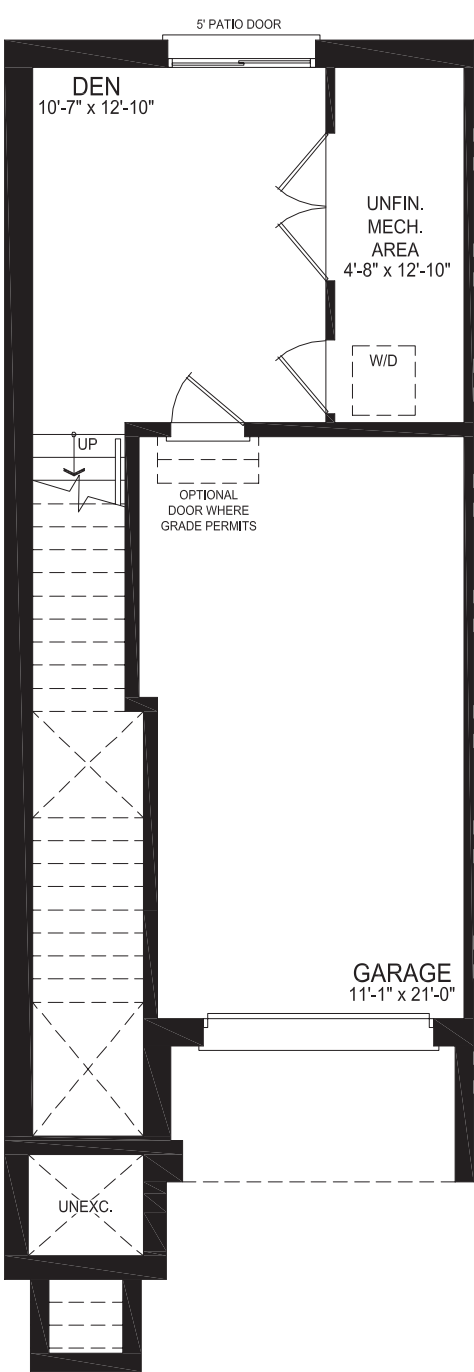 5' PATIO DOOR
DEN
10'-7" x 12'-10"
UNFIN.
MECH.
AREA
4'-8" x 12'-10"
W/D
UP
OPTIONAL
DOOR WHERE
GRADE PERMITS
GARAGE
11'-1" x 21'-0"
UNEXC.